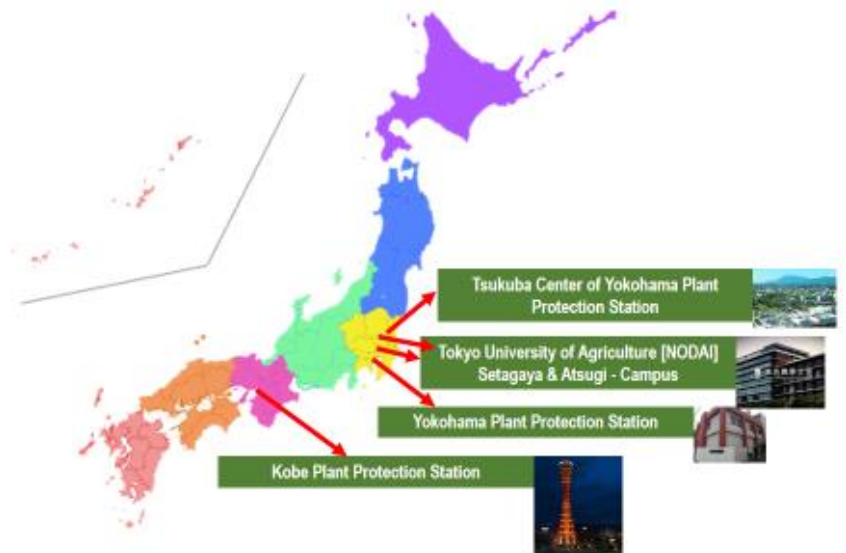 Tsukuba Center of Yokohama Plant
Protection Station
Tokyo University of Agriculture [NODAI]
Setagaya & Atsugi - Campus
Yokohama Plant Protection Station
Kobe Plant Protection Station